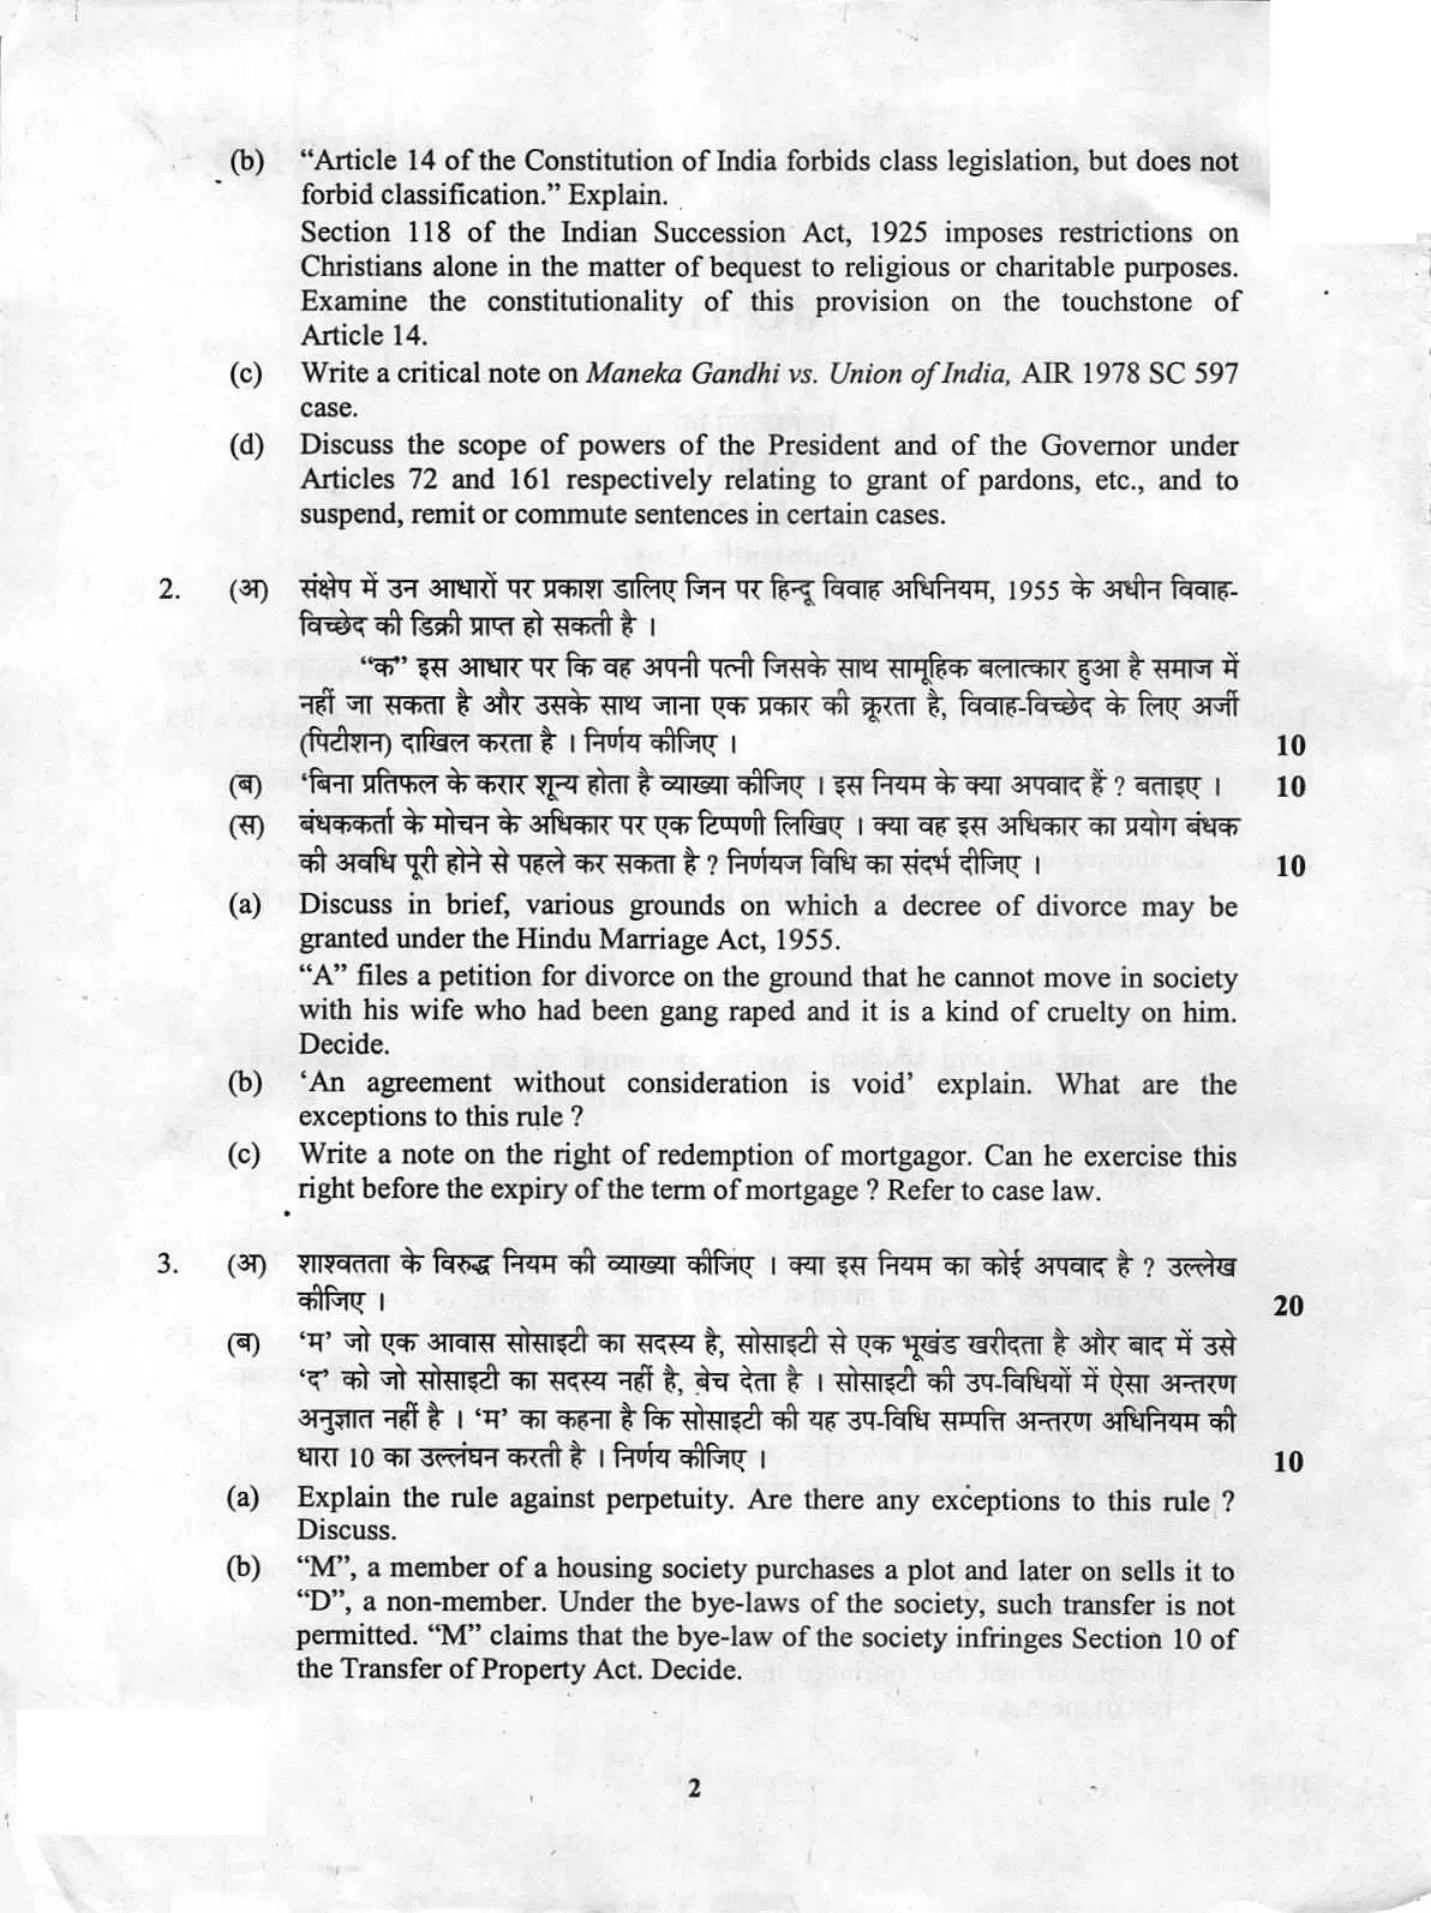 (b) “Article 14 of the Constitution of India forbids class legislation, but does not
forbid classification.” Explain.
Section 118 of the Indian Succession Act, 1925 imposes restrictions on
Christians alone in the matter of bequest to religious or charitable purposes.
Examine the constitutionality of this provision on the touchstone of
Article 14.
(c) Write a critical note on Maneka Gandhi vs. Union of India, AIR 1978 SC 597
case.
(d) Discuss the scope of powers of the President and of the Governor under
Articles 72 and 161 respectively relating to grant of pardons, etc., and to
suspend, remit or commute sentences in certain cases.
2. (अ) संक्षेप में उन आधारों पर प्रकाश डालिए जिन पर हिन्दू विवाह अधिनियम, 1955 के अधीन विवाह-
विच्छेद की डिक्री प्राप्त हो सकती है ।
“क” इस आधार पर कि वह अपनी पत्नी जिसके साथ सामूहिक बलात्कार हुआ है समाज में
नहीं जा सकता है और उसके साथ जाना एक प्रकार की क्रूरता है, विवाह-विच्छेद के लिए अर्जी
(पिटीशन) दाखिल करता है । निर्णय कीजिए । 10
(ब) ‘बिना प्रतिफल के करार शून्य होता है व्याख्या कीजिए । इस नियम के क्या अपवाद हैं ? बताइए । 10
(स) बंधककर्ता के मोचन के अधिकार पर एक टिप्पणी लिखिए । क्या वह इस अधिकार का प्रयोग बंधक
की अवधि पूरी होने से पहले कर सकता है ? निर्णयज विधि का संदर्भ दीजिए । 10
(a) Discuss in brief, various grounds on which a decree of divorce may be
granted under the Hindu Marriage Act, 1955.
“A” files a petition for divorce on the ground that he cannot move in society
with his wife who had been gang raped and it is a kind of cruelty on him.
Decide.
(b) ‘An agreement without consideration is void’ explain. What are the
exceptions to this rule ?
(c) Write a note on the right of redemption of mortgagor. Can he exercise this
right before the expiry of the term of mortgage ? Refer to case law.
3. (अ) शाश्वतता के विरुद्ध नियम की व्याख्या कीजिए । क्या इस नियम का कोई अपवाद है ? उल्लेख
कीजिए । 20
(ब) ‘म’ जो एक आवास सोसाइटी का सदस्य है, सोसाइटी से एक भूखंड खरीदता है और बाद में उसे
‘द’ को जो सोसाइटी का सदस्य नहीं है, बेच देता है । सोसाइटी की उप-विधियों में ऐसा अन्तरण
अनुज्ञात नहीं है । ‘म’ का कहना है कि सोसाइटी की यह उप-विधि सम्पत्ति अन्तरण अधिनियम की
धारा 10 का उल्लंघन करती है । निर्णय कीजिए । 10
(a) Explain the rule against perpetuity. Are there any exceptions to this rule ?
Discuss.
(b) “M”, a member of a housing society purchases a plot and later on sells it to
“D”, a non-member. Under the bye-laws of the society, such transfer is not
permitted. “M” claims that the bye-law of the society infringes Section 10 of
the Transfer of Property Act. Decide.
2